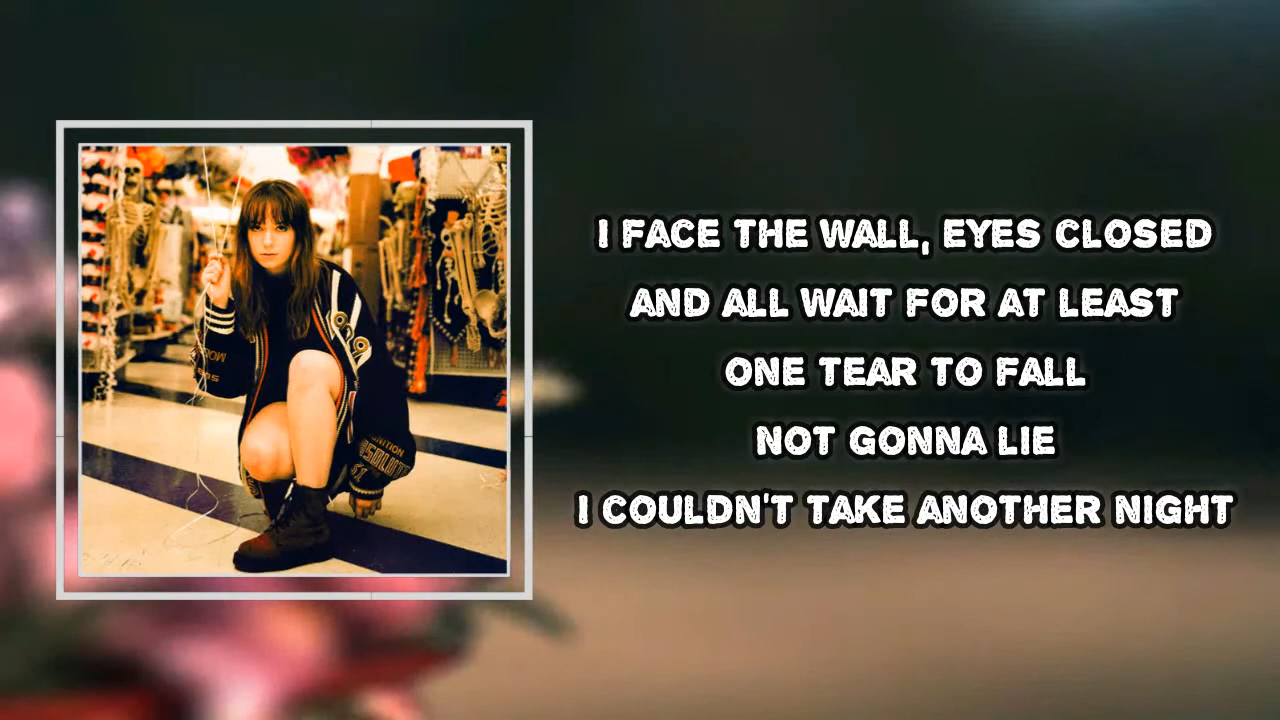 I FACE THE WALL, EYES CLOSED
AND ALL WAIT FOR AT LEAST
ONE TEAR TO FALL
NOT GONNA LIE
I COULDN'T TAKE ANOTHER NIGHT